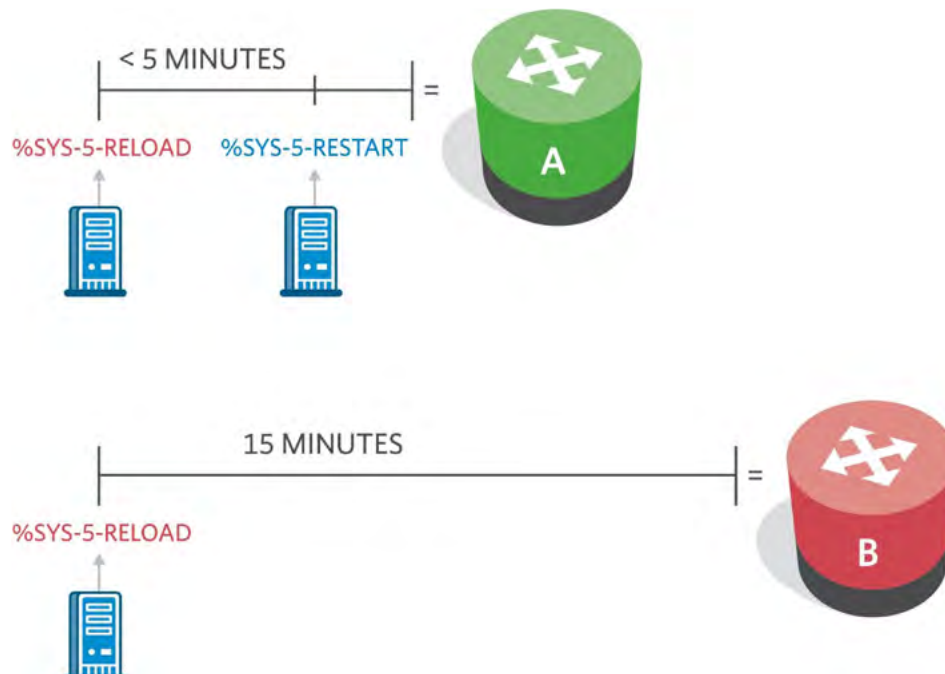 < 5 MINUTES
=
%SYS-5-RELOAD %SYS-5-RESTART
A
15 MINUTES
=
%SYS-5-RELOAD
B